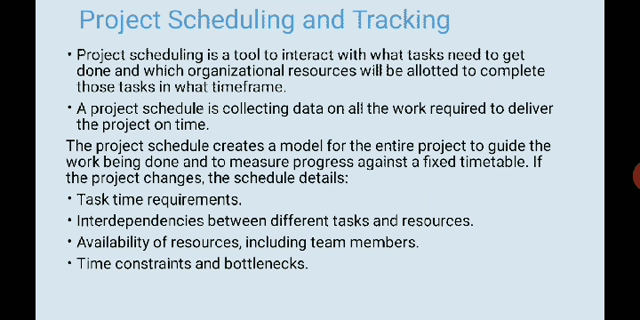 Project Scheduling and Tracking
• Project scheduling is a tool to interact with what tasks need to get
done and which organizational resources will be allotted to complete
those tasks in what timeframe.
• A project schedule is collecting data on all the work required to deliver
the project on time.
The project schedule creates a model for the entire project to guide the
work being done and to measure progress against a fixed timetable. If
the project changes, the schedule details:
• Task time requirements.
• Interdependencies between different tasks and resources.
• Availability of resources, including team members.
• Time constraints and bottlenecks.